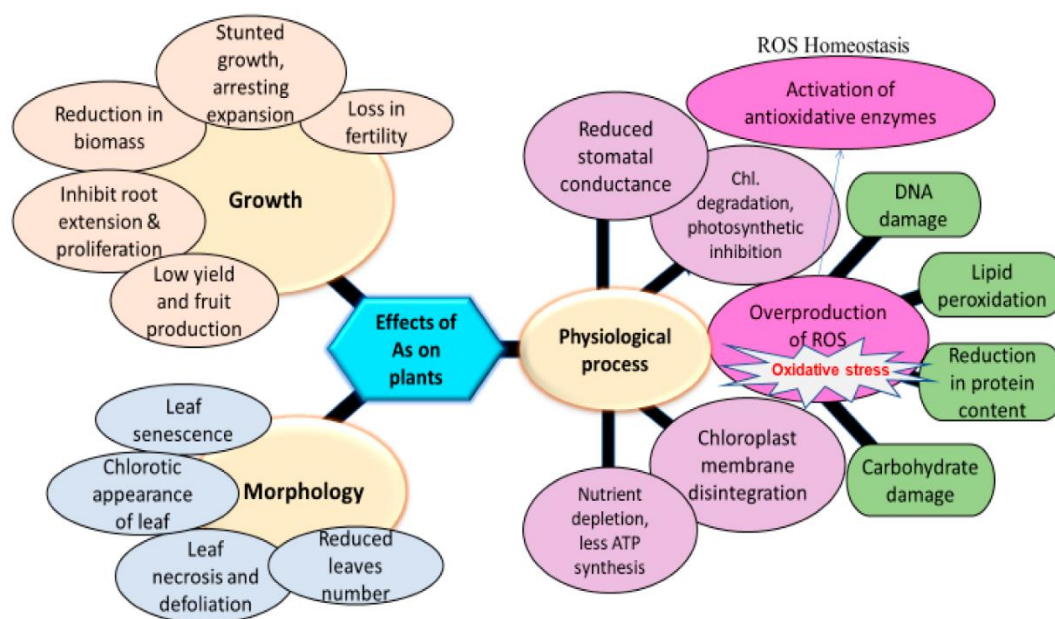 Stunted
growth,
arresting
expansion
Reduction in
biomass
Loss in
fertility
Inhibit root
extension &
proliferation
Growth
Low yield
and fruit
production
Effects of
As on
plants
Leaf
senescence
Chlorotic
appearance
of leaf
Morphology
Leaf
necrosis and
defoliation
Reduced
leaves
number
Physiological
process
Reduced
stomatal
conductance
Chl.
degradation,
photosynthetic
inhibition
ROS Homeostasis
Activation of
antioxidative enzymes
Overproduction
of ROS
Oxidative stress
DNA
damage
Lipid
peroxidation
Reduction
in protein
content
Carbohydrate
damage
Chloroplast
membrane
disintegration
Nutrient
depletion,
less ATP
synthesis